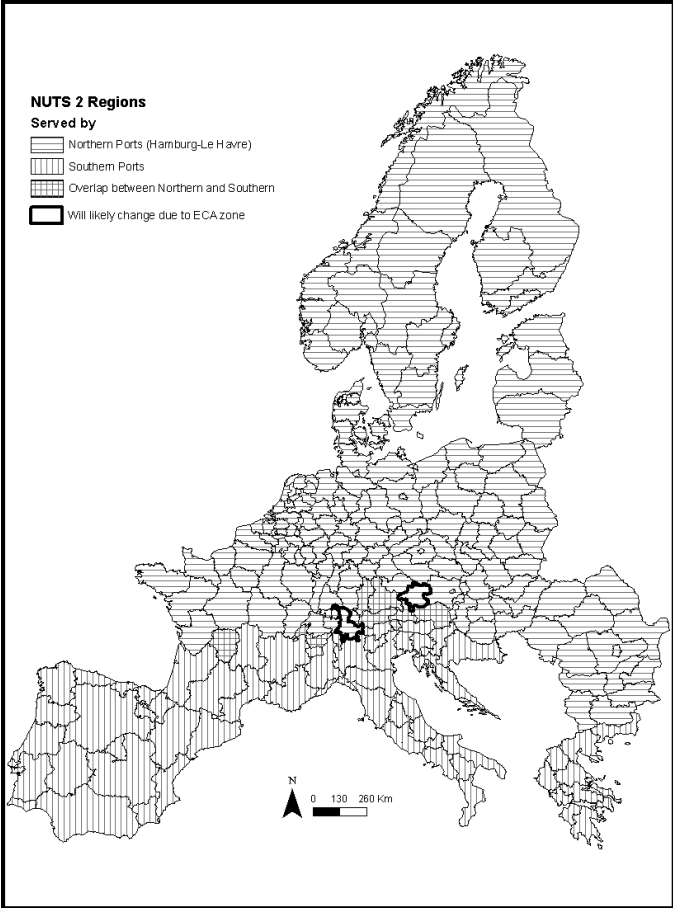 NUTS 2 Regions
Served by
Northern Ports (Hamburg-Le Havre)
Southern Ports
Overlap between Northern and Southern
Will likely change due to ECA zone
N
0 130 260 Km